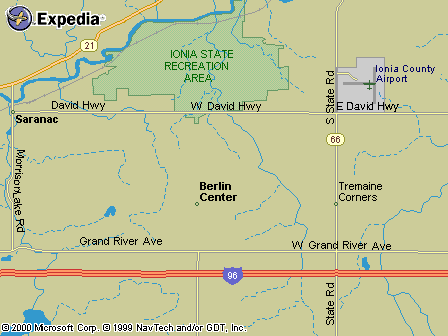 Expedia
21
IONIA STATE
RECREATION
AREA
Ionia County
Airport
S State Rd
David Hwy
W David Hwy
E David Hwy
Saranac
66
Morrison Lake Rd
Berlin
Center
Tremaine
Corners
Grand River Ave
W Grand River Ave
96
State Rd
© 2000 Microsoft Corp. © 1999 NavTech and/or GDT, Inc.